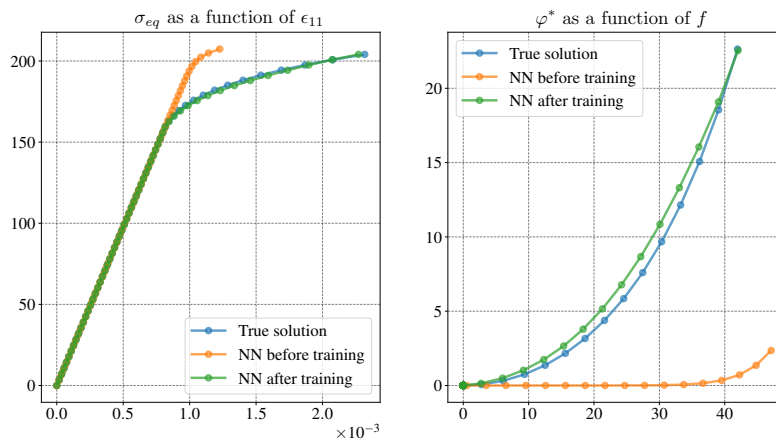 σ_eq as a function of ϵ₁₁
200
150
100
50
0
0.0
0.5
1.0
1.5
2.0
×10⁻³
True solution
NN before training
NN after training
φ* as a function of f
20
15
10
5
0
0
10
20
30
40
True solution
NN before training
NN after training